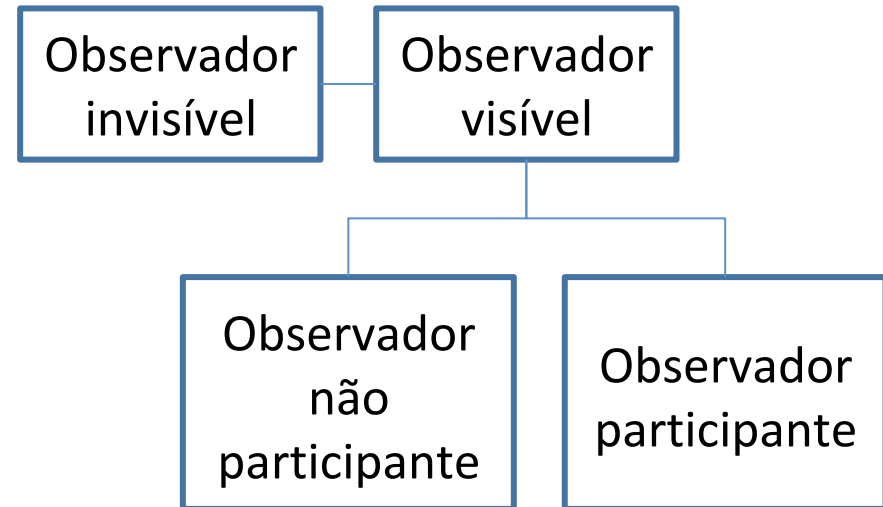 Observador
invisível
Observador
visível
Observador
não
participante
Observador
participante